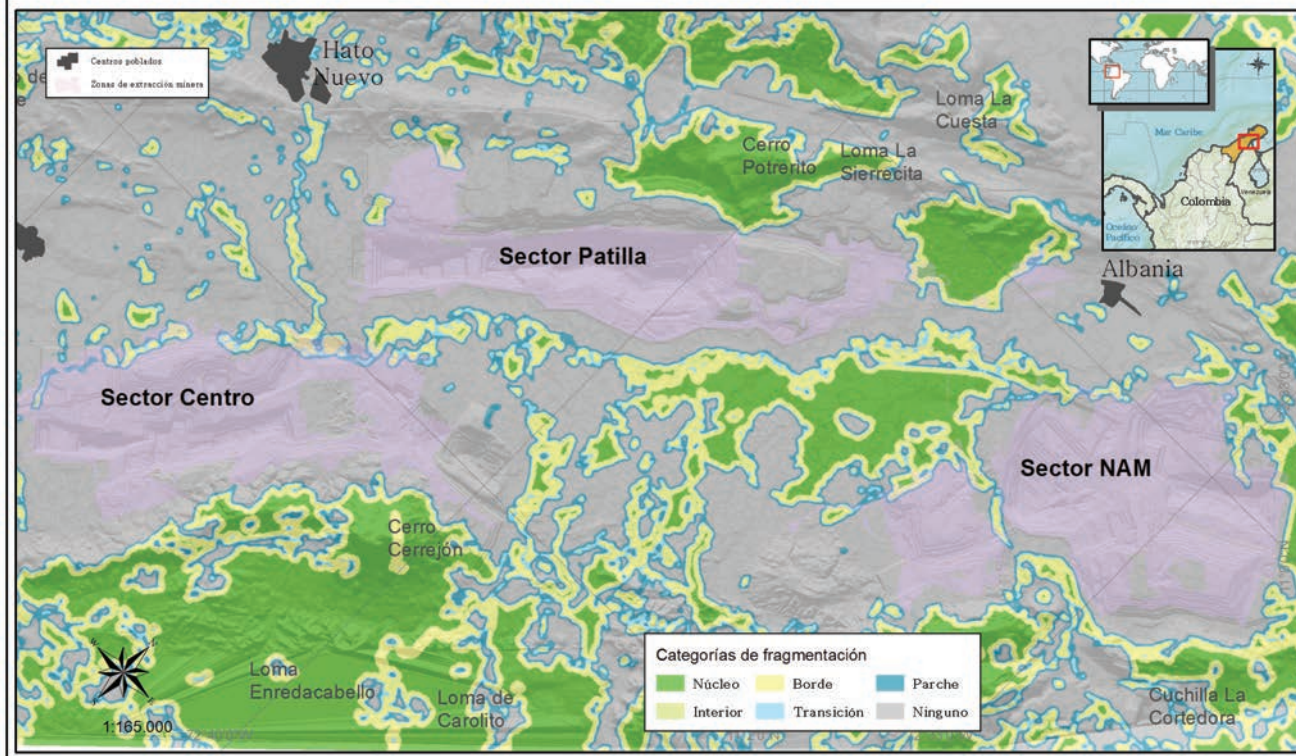 Centros poblados
Zonas de extracción minera
Hato
Nuevo
Loma La
Cuesta
Cerro
Potrerito
Loma La
Sierrecita
Mar Caribe
Colombia
Venezuela
Océano
Pacífico
Albania
Sector Patilla
Sector Centro
Sector NAM
Cerro
Cerrejón
Loma
Enredacabello
Loma de
Carolito
Cuchilla La
Cortedora
1:165.000
Categorías de fragmentación
Núcleo Borde Parche
Interior Transición Ninguno